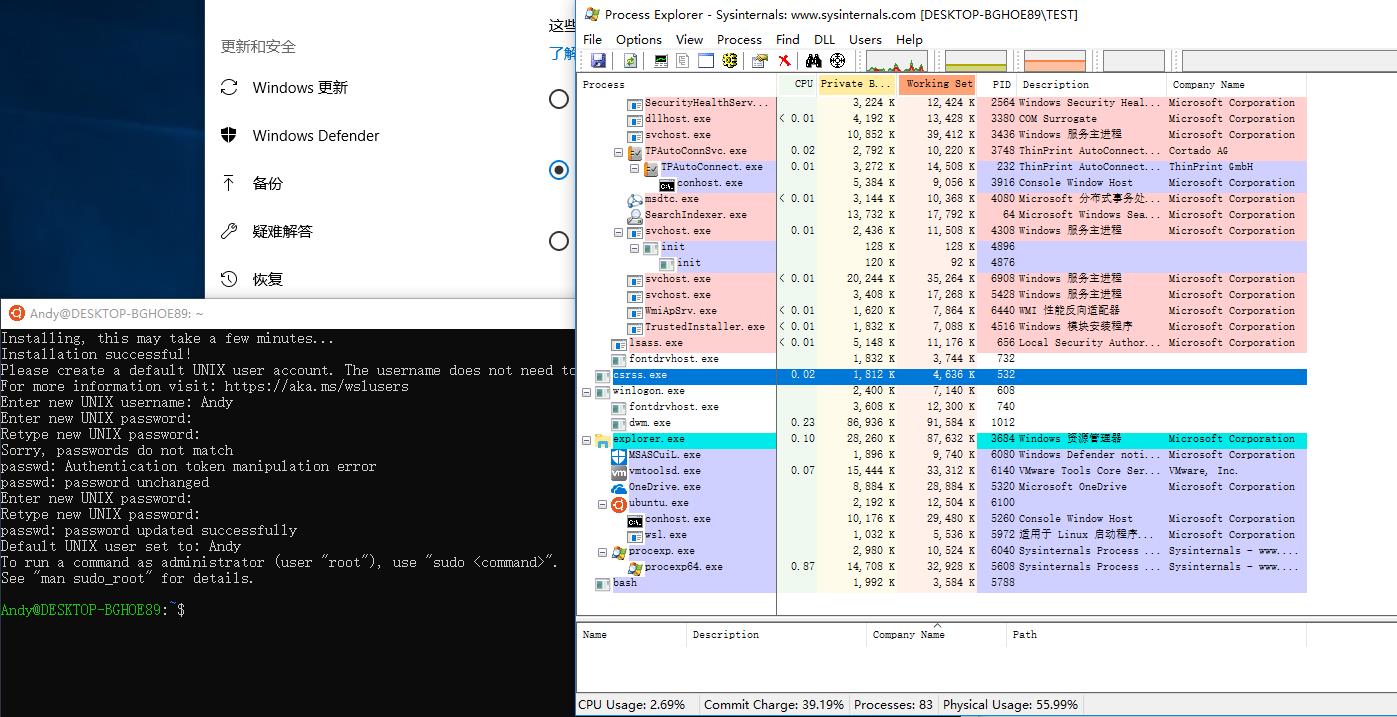 更新和安全
Windows 更新
Windows Defender
备份
疑难解答
恢复
这些
了解
Andy@DESKTOP-BGHOE89: ~
Installing, this may take a few minutes...
Installation successful!
Please create a default UNIX user account. The username does not need to
For more information visit: https://aka.ms/wslusers
Enter new UNIX username: Andy
Enter new UNIX password:
Retype new UNIX password:
Sorry, passwords do not match
passwd: Authentication token manipulation error
passwd: password unchanged
Enter new UNIX password:
Retype new UNIX password:
passwd: password updated successfully
Default UNIX user set to: Andy
To run a command as administrator (user "root"), use "sudo <command>".
See "man sudo_root" for details.
Andy@DESKTOP-BGHOE89:~$
Process Explorer - Sysinternals: www.sysinternals.com [DESKTOP-BGHOE89\TEST]
File Options View Process Find DLL Users Help
Process CPU Private B... Working Set PID Description Company Name
SecurityHealthServ... 3,224 K 12,424 K 2564 Windows Security Heal... Microsoft Corporation
dllhost.exe < 0.01 4,192 K 13,428 K 3380 COM Surrogate Microsoft Corporation
svchost.exe 10,852 K 39,412 K 3436 Windows 服务主进程 Microsoft Corporation
TPAutoConnSvc.exe 0.02 2,792 K 10,220 K 3748 ThinPrint AutoConnect... Cortado AG
TPAutoConnect.exe 0.01 3,272 K 14,508 K 232 ThinPrint AutoConnect... ThinPrint GmbH
conhost.exe 5,384 K 9,056 K 3916 Console Window Host Microsoft Corporation
msdtc.exe < 0.01 3,144 K 10,368 K 4080 Microsoft 分布式事务处... Microsoft Corporation
SearchIndexer.exe 13,732 K 17,792 K 64 Microsoft Windows Sea... Microsoft Corporation
svchost.exe < 0.01 2,436 K 11,508 K 4308 Windows 服务主进程 Microsoft Corporation
init 128 K 128 K 4896
init 120 K 92 K 4876
svchost.exe < 0.01 20,244 K 35,264 K 6908 Windows 服务主进程 Microsoft Corporation
svchost.exe 3,408 K 17,268 K 5428 Windows 服务主进程 Microsoft Corporation
WmiApSrv.exe < 0.01 1,620 K 7,864 K 6440 WMI 性能反向适配器 Microsoft Corporation
TrustedInstaller.exe < 0.01 1,832 K 7,088 K 4516 Windows 模块安装程序 Microsoft Corporation
lsass.exe < 0.01 5,148 K 11,176 K 656 Local Security Author... Microsoft Corporation
fontdrvhost.exe 1,832 K 3,744 K 732
csrss.exe 0.02 1,812 K 4,636 K 532
winlogon.exe 2,400 K 7,140 K 608
fontdrvhost.exe 3,608 K 12,300 K 740
dwm.exe 0.23 86,936 K 91,584 K 1012
explorer.exe 0.10 28,260 K 87,632 K 3684 Windows 资源管理器 Microsoft Corporation
MSASCuiL.exe 1,896 K 9,740 K 6080 Windows Defender noti... Microsoft Corporation
vmtoolsd.exe 0.07 15,444 K 33,312 K 6140 VMware Tools Core Ser... VMware, Inc.
OneDrive.exe 8,884 K 28,884 K 5320 Microsoft OneDrive Microsoft Corporation
ubuntu.exe 2,192 K 12,504 K 6100
conhost.exe 10,176 K 29,480 K 5260 Console Window Host Microsoft Corporation
wsl.exe 1,032 K 5,536 K 5972 适用于 Linux 启动程序... Microsoft Corporation
procexp.exe 2,980 K 10,524 K 6040 Sysinternals Process ... Sysinternals - www....
procexp64.exe 0.87 14,708 K 32,928 K 5608 Sysinternals Process ... Sysinternals - www....
bash 1,992 K 3,584 K 5788
Name Description Company Name Path
CPU Usage: 2.69% Commit Charge: 39.19% Processes: 83 Physical Usage: 55.99%